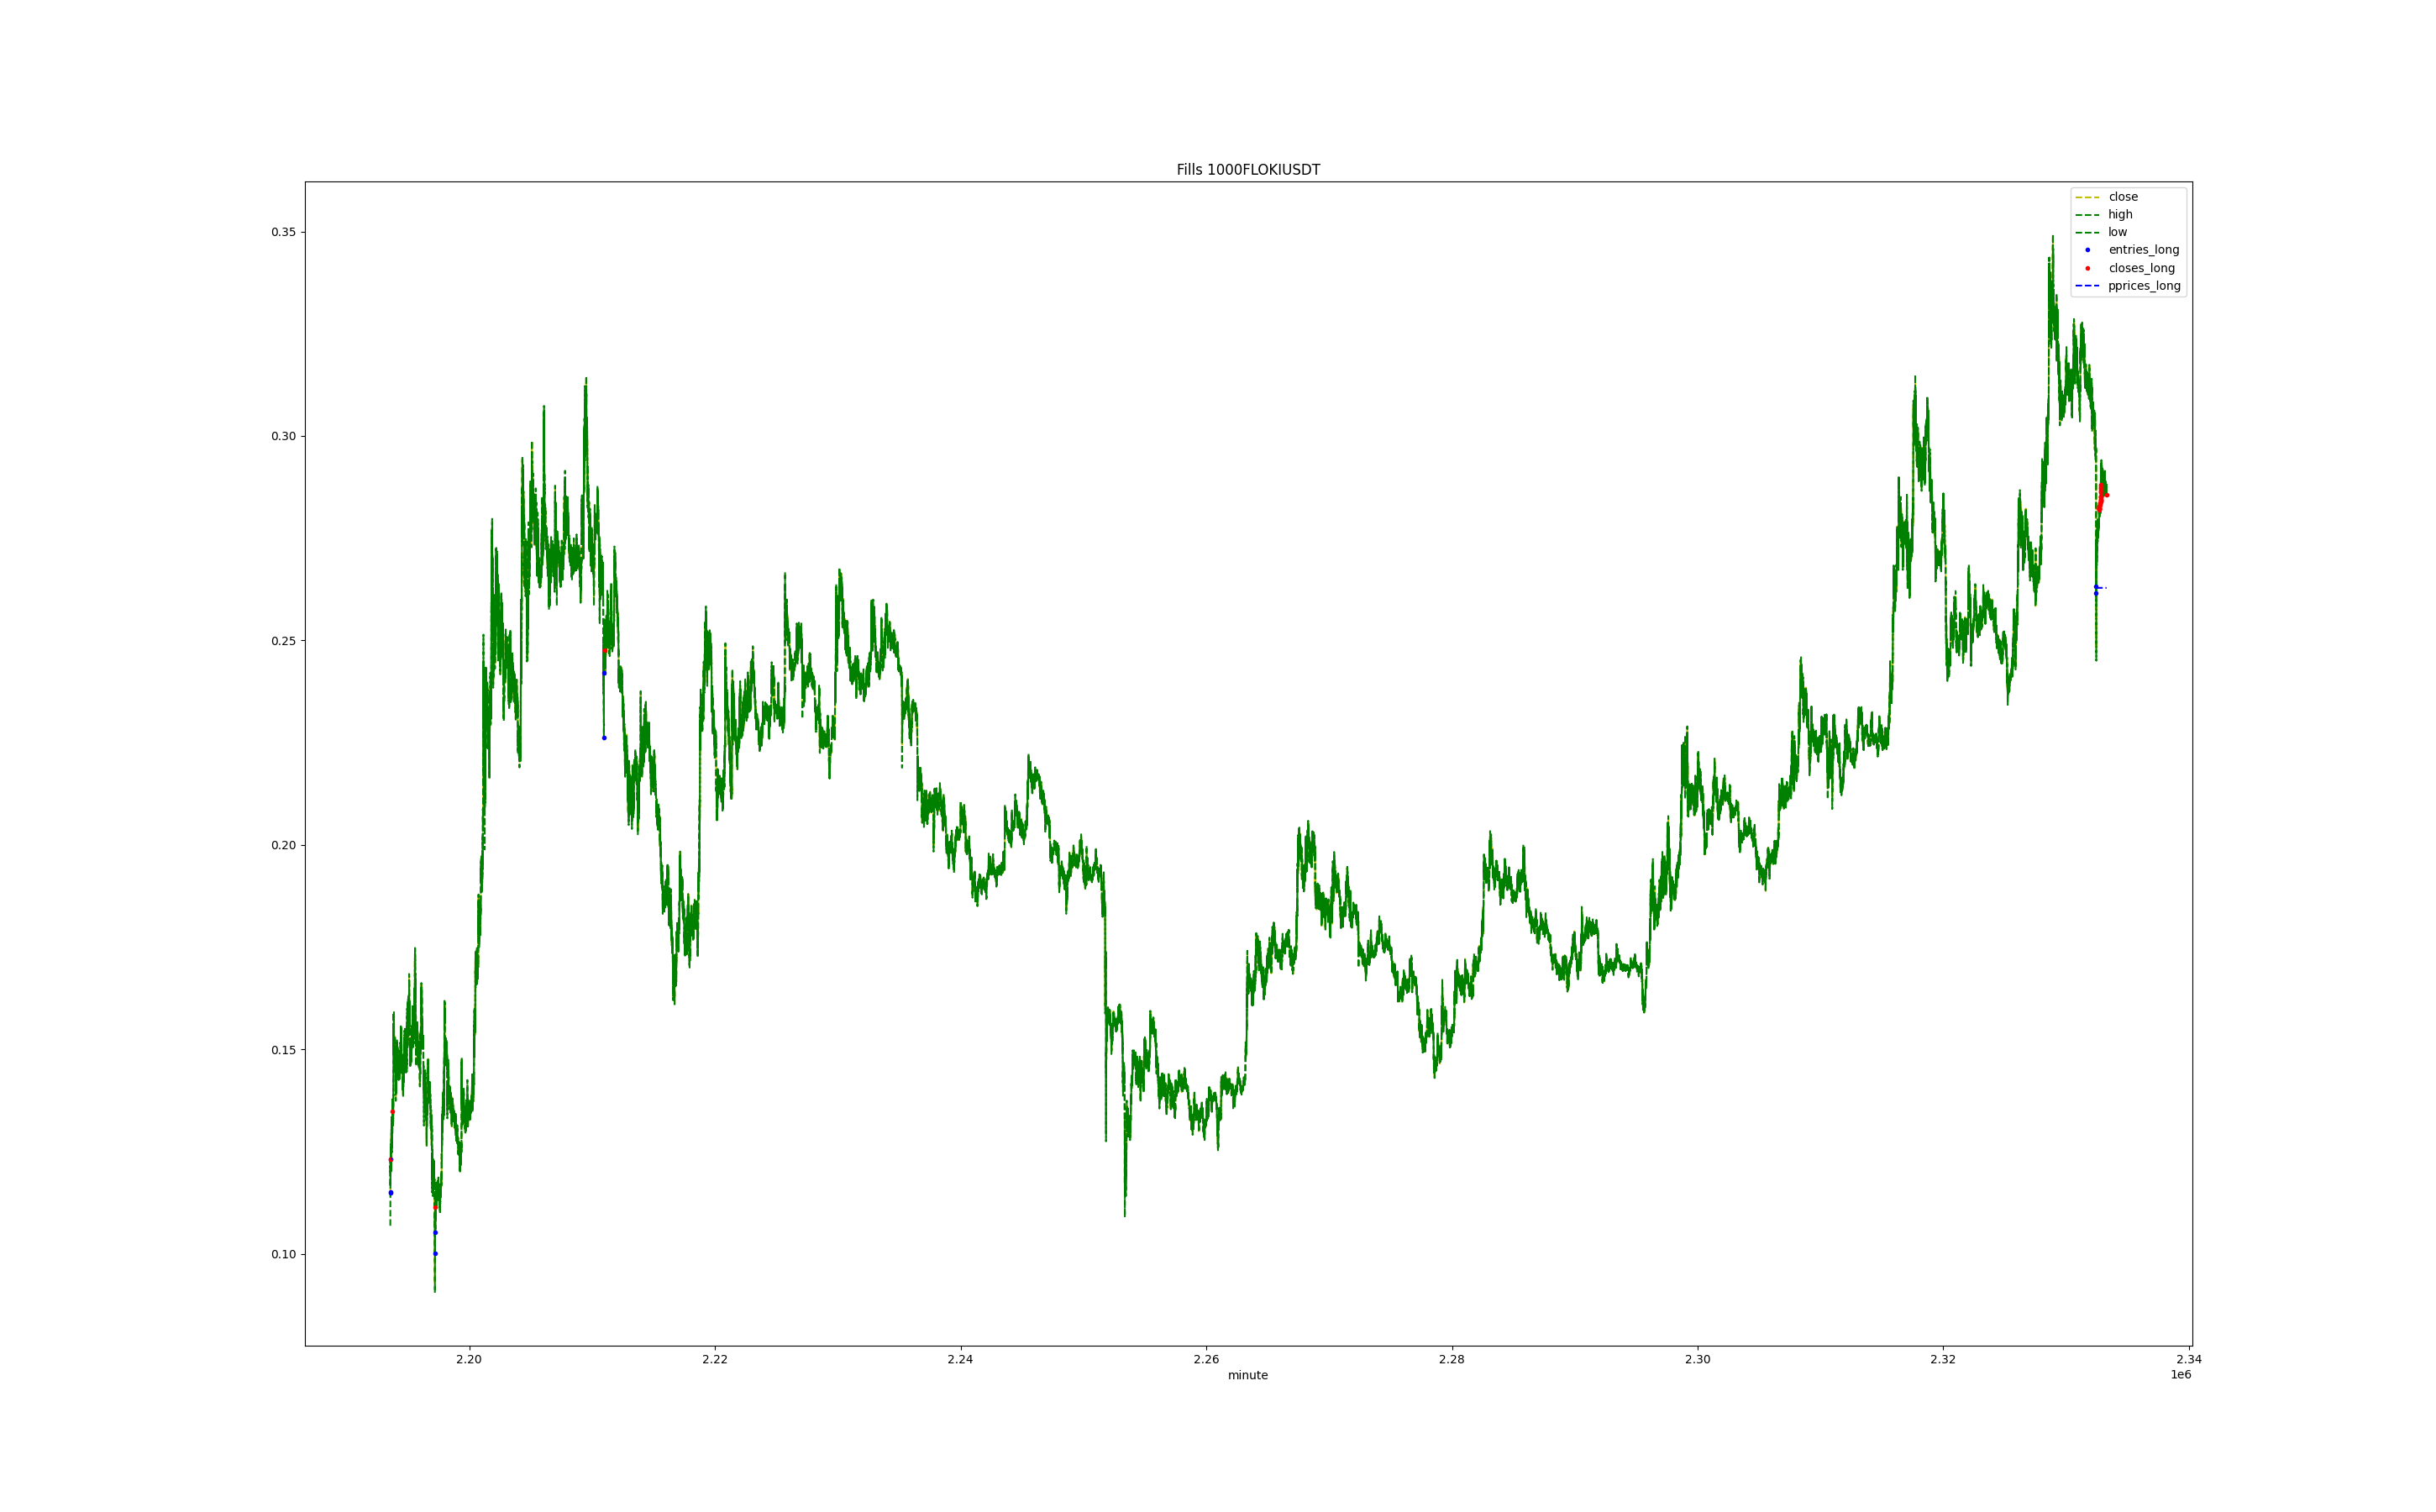 Fills 1000FLOKIUSDT
close
high
low
entries_long
closes_long
pprices_long
0.35
0.30
0.25
0.20
0.15
0.10
2.20 2.22 2.24 2.26 2.28 2.30 2.32 2.34
minute
1e6